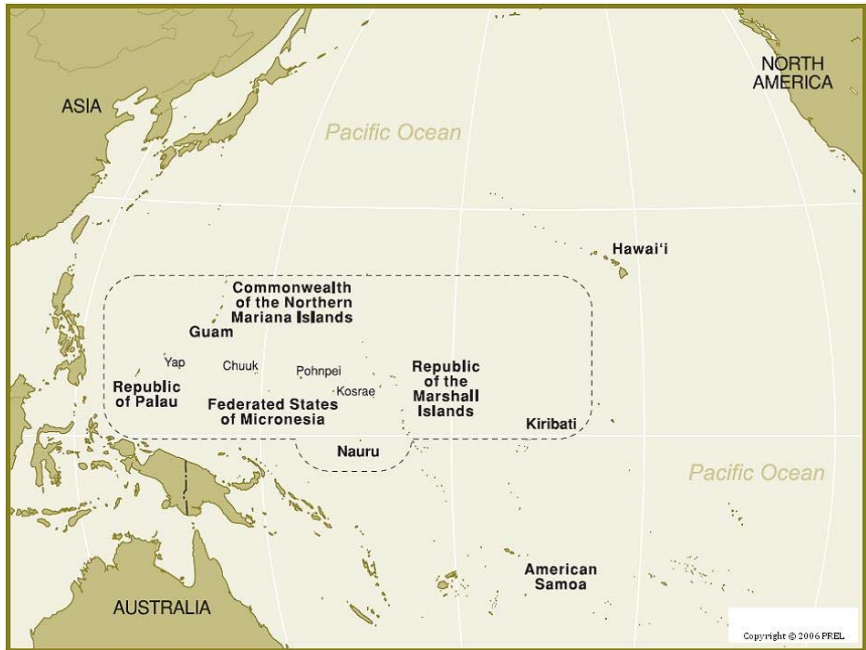 NORTH
AMERICA
ASIA
Pacific Ocean
Hawai‘i
Commonwealth
of the Northern
Mariana Islands
Guam
Yap
Chuuk
Pohnpei
Kosrae
Republic
of the
Marshall
Islands
Republic
of Palau
Federated States
of Micronesia
Kiribati
Nauru
Pacific Ocean
American
Samoa
AUSTRALIA
Copyright © 2006 PREL